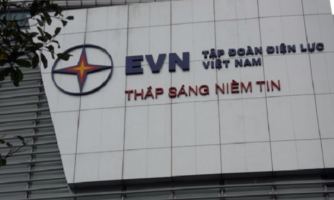 EVN TẬP ĐOÀN ĐIỆN LỰC
VIỆT NAM
THẮP SÁNG NIỀM TIN